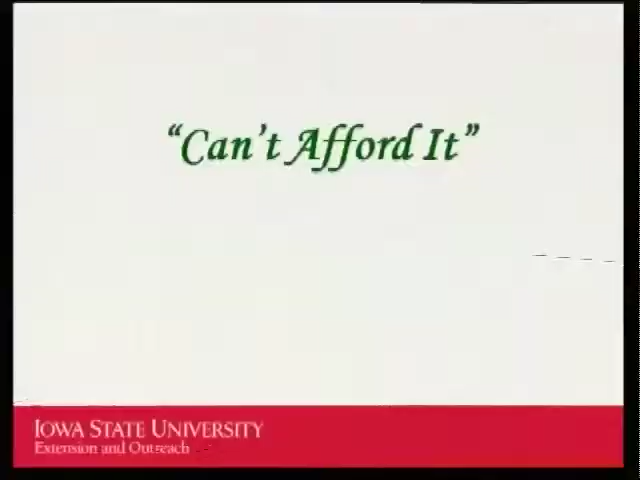 “Can’t Afford It”
IOWA STATE UNIVERSITY
Extension and Outreach